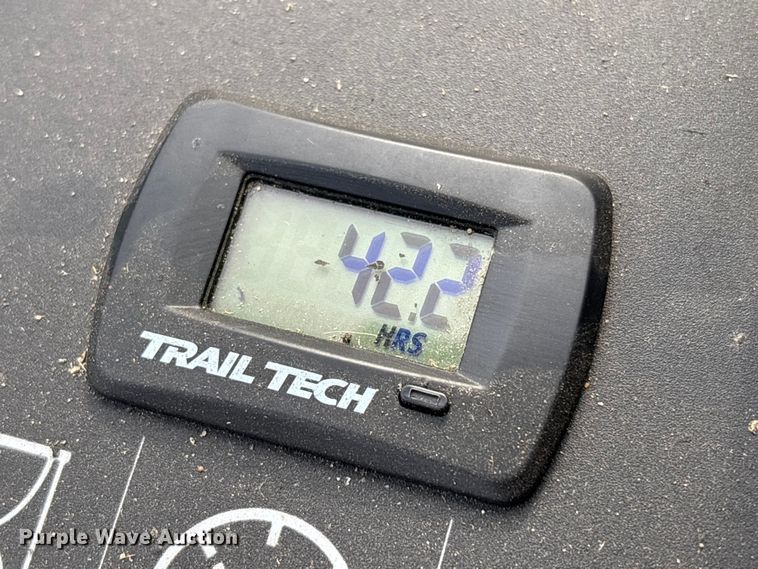 42.2
HRS
TRAIL TECH
Purple Wave Auction